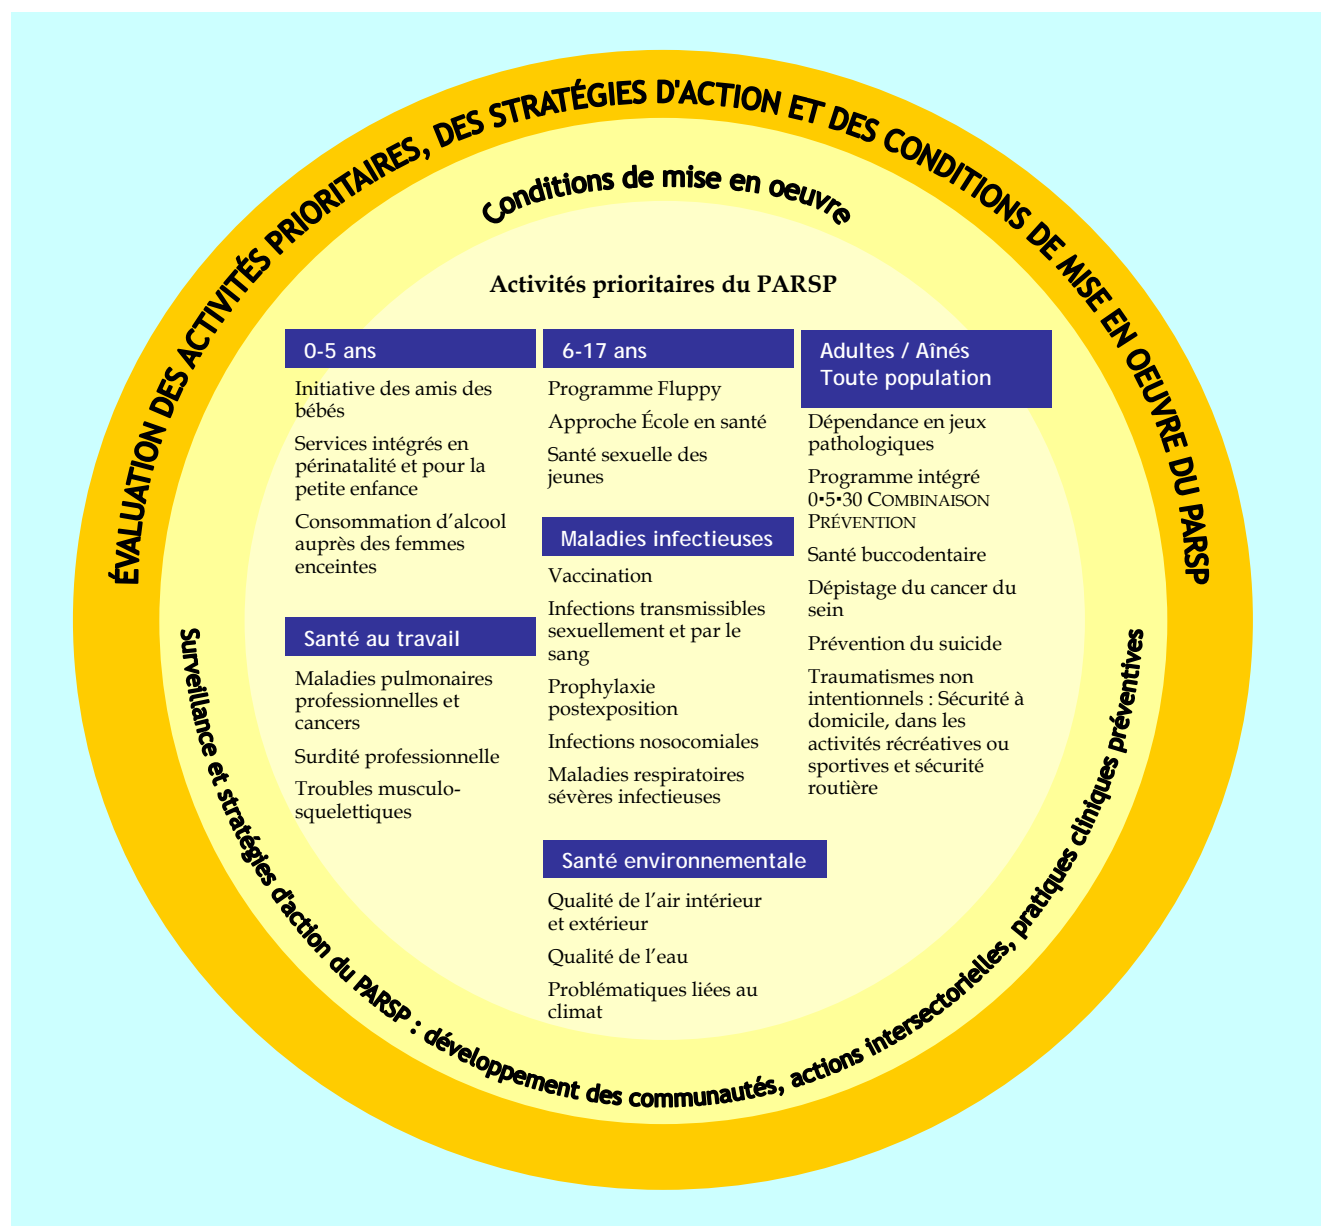 ÉVALUATION DES ACTIVITÉS PRIORITAIRES, DES STRATÉGIES D'ACTION ET DES CONDITIONS DE MISE EN OEUVRE DU PARSP
Conditions de mise en oeuvre
Activités prioritaires du PARSP
0-5 ans
Initiative des amis des
bébés
Services intégrés en
périnatalité et pour la
petite enfance
Consommation d’alcool
auprès des femmes
enceintes
Santé au travail
Maladies pulmonaires
professionnelles et
cancers
Surdité professionnelle
Troubles musculo-
squelettiques
6-17 ans
Programme Fluppy
Approche École en santé
Santé sexuelle des
jeunes
Maladies infectieuses
Vaccination
Infections transmissibles
sexuellement et par le
sang
Prophylaxie
postexposition
Infections nosocomiales
Maladies respiratoires
sévères infectieuses
Santé environnementale
Qualité de l’air intérieur
et extérieur
Qualité de l’eau
Problématiques liées au
climat
Adultes / Aînés
Toute population
Dépendance en jeux
pathologiques
Programme intégré
0▪5▪30 COMBINAISON
PRÉVENTION
Santé buccodentaire
Dépistage du cancer du
sein
Prévention du suicide
Traumatismes non
intentionnels : Sécurité à
domicile, dans les
activités récréatives ou
sportives et sécurité
routière
Surveillance et stratégies d'action du PARSP : développement des communautés, actions intersectorielles, pratiques cliniques préventives